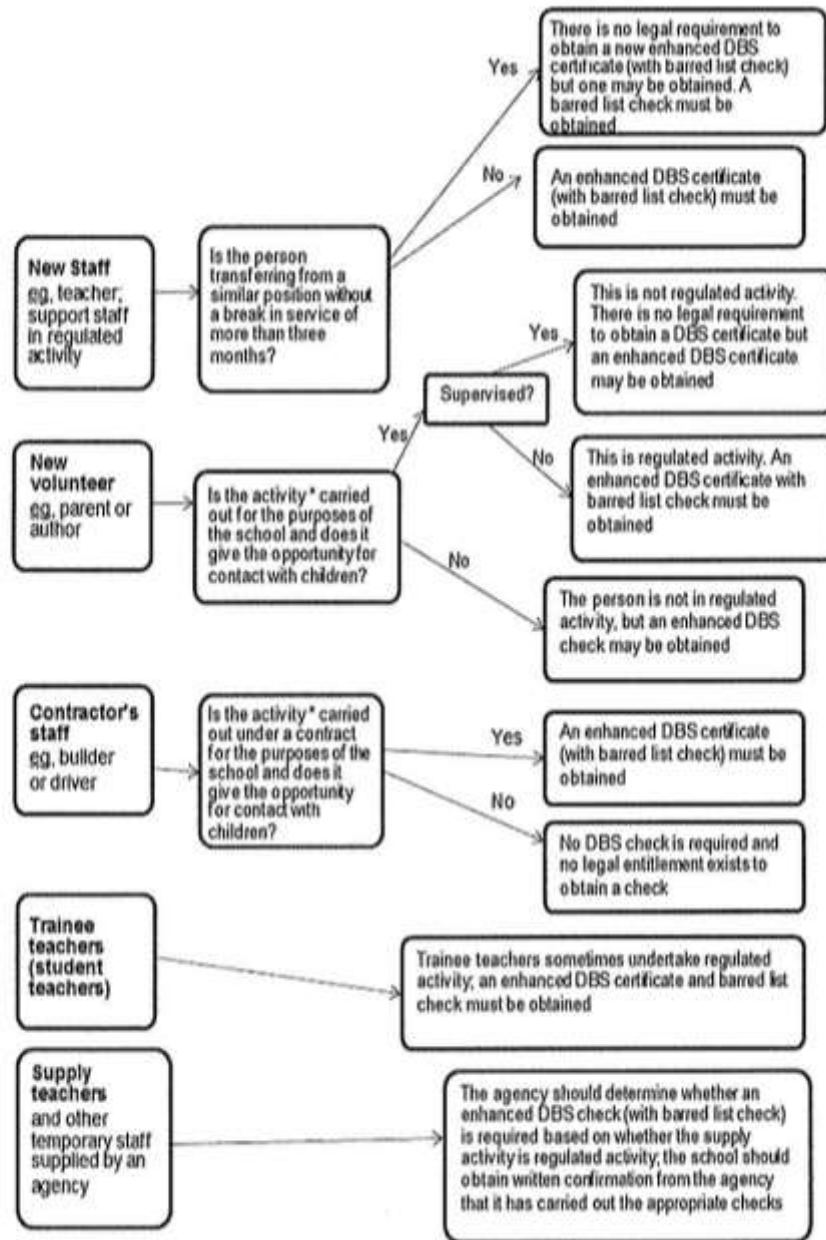 There is no legal requirement to
obtain a new enhanced DBS
certificate (with barred list check)
but one may be obtained. A
barred list check must be
obtained
Yes
No
An enhanced DBS certificate
(with barred list check) must be
obtained
New Staff
eg, teacher;
support staff
in regulated
activity
Is the person
transferring from a
similar position without
a break in service of
more than three
months?
This is not regulated activity.
There is no legal requirement
to obtain a DBS certificate but
an enhanced DBS certificate
may be obtained
Yes
Supervised?
Yes
No
This is regulated activity. An
enhanced DBS certificate with
barred list check must be
obtained
New
volunteer
eg, parent or
author
Is the activity * carried
out for the purposes of
the school and does it
give the opportunity for
contact with children?
No
The person is not in regulated
activity, but an enhanced DBS
check may be obtained
Contractor's
staff
eg, builder
or driver
Is the activity * carried
out under a contract
for the purposes of the
school and does it
give the opportunity
for contact with
children?
Yes
An enhanced DBS certificate
(with barred list check) must be
obtained
No
No DBS check is required and
no legal entitlement exists to
obtain a check
Trainee
teachers
(student
teachers)
Trainee teachers sometimes undertake regulated
activity; an enhanced DBS certificate and barred list
check must be obtained
Supply
teachers
and other
temporary staff
supplied by an
agency
The agency should determine whether an
enhanced DBS check (with barred list check)
is required based on whether the supply
activity is regulated activity; the school should
obtain written confirmation from the agency
that it has carried out the appropriate checks